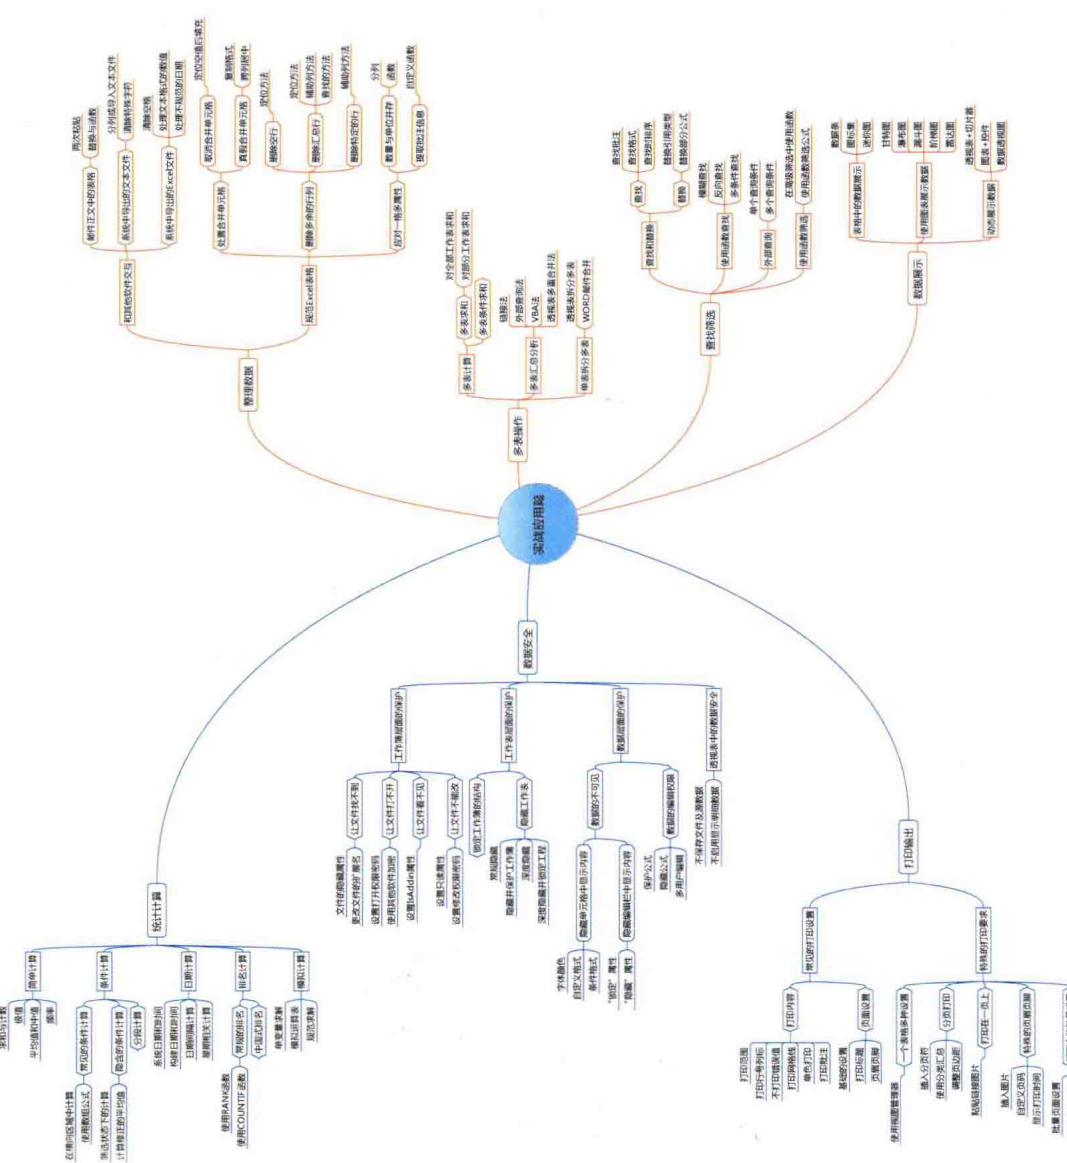 实战应用篇
整理数据
和其他软件交互
邮件正文中的表格
两次粘贴
替换与函数
系统中导出的文本文件
分列或导入文本文件
清除特殊字符
系统中导出的Excel文件
清除空格
处理文本格式的数值
处理不规范的日期
规范Excel表格
处置合并单元格
取消合并单元格
定位空值后填充
真假合并单元格
复制格式
跨列居中
删除多余的行列
删除空行
定位方法
删除汇总行
定位方法
辅助列方法
查找的方法
删除特定的行
辅助列方法
应对一格多属性
数量与单位并存
分列
函数
提取批注信息
自定义函数
多表操作
多表计算
多表求和
对全部工作表求和
对部分工作表求和
多表条件求和
多表汇总分析
链接法
外部查询法
VBA法
透视表多重合并法
单表拆分多表
透视表拆分多表
WORD邮件合并
查找筛选
查找和替换
查找
查找批注
查找格式
查找时排序
替换
替换引用类型
替换部分公式
使用函数查找
模糊查找
反向查找
多条件查找
外部查询
单个查询条件
多个查询条件
使用函数筛选
在高级筛选中使用函数
使用函数筛选公式
数据展示
表格中的数据展示
数据条
图标集
迷你图
使用图表展示数据
甘特图
瀑布图
漏斗图
阶梯图
雷达图
动态展示数据
透视表+切片器
图表+控件
数据透视图
统计计算
简单计算
求和与计数
极值
平均值和中值
频率
条件计算
常见的条件计算
在横向区域中计算
使用数组公式
隐含的条件计算
筛选状态下的计算
计算修正的平均值
分段计算
日期计算
系统日期和时间
构建日期和时间
日期间隔计算
星期相关计算
排名计算
常规的排名
使用RANK函数
使用COUNTIF函数
中国式排名
模拟计算
单变量求解
模拟运算表
规范求解
数据安全
工作簿层面的保护
让文件找不到
文件的隐藏属性
更改文件的扩展名
让文件打不开
设置打开权限密码
使用其他软件加密
让文件看不见
设置IsAddin属性
让文件不能改
设置只读属性
设置修改权限密码
工作表层面的保护
锁定工作簿的结构
隐藏工作表
常规隐藏
隐藏并保护工作簿
深度隐藏
深度隐藏并锁定工程
数据层面的保护
数据的不可见
隐藏单元格中显示内容
字体颜色
自定义格式
条件格式
隐藏编辑栏中显示内容
“锁定”属性
“隐藏”属性
数据的编辑权限
保护公式
隐藏公式
多用户编辑
透视表中的数据安全
不保存文件及源数据
不启用显示明细数据
打印输出
常见的打印设置
打印内容
打印范围
打印行号列标
不打印错误值
打印网格线
单色打印
打印批注
页面设置
基础的设置
打印标题
页眉页脚
特殊的打印要求
一个表格多种设置
使用视图管理器
分页打印
插入分页符
使用分类汇总
调整页边距
打印在一页上
粘贴链接图片
特殊的页眉页脚
插入图片
自定义页码
显示打印时间
批量页面设置